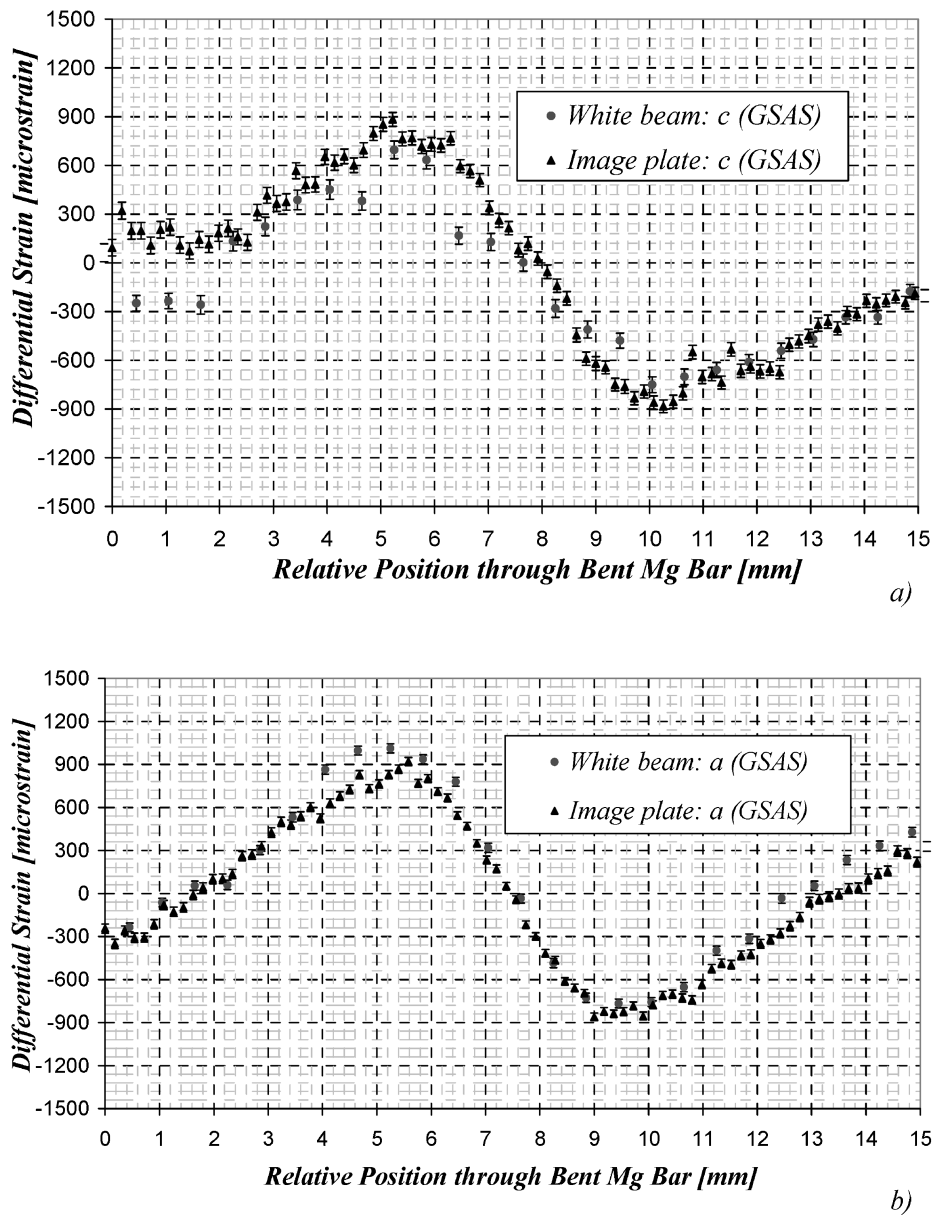 1500
1200
900
600
300
0
-300
-600
-900
-1200
-1500
Differential Strain [microstrain]
White beam: c (GSAS)
Image plate: c (GSAS)
0 1 2 3 4 5 6 7 8 9 10 11 12 13 14 15
Relative Position through Bent Mg Bar [mm]
a)
1500
1200
900
600
300
0
-300
-600
-900
-1200
-1500
Differential Strain [microstrain]
White beam: a (GSAS)
Image plate: a (GSAS)
0 1 2 3 4 5 6 7 8 9 10 11 12 13 14 15
Relative Position through Bent Mg Bar [mm]
b)